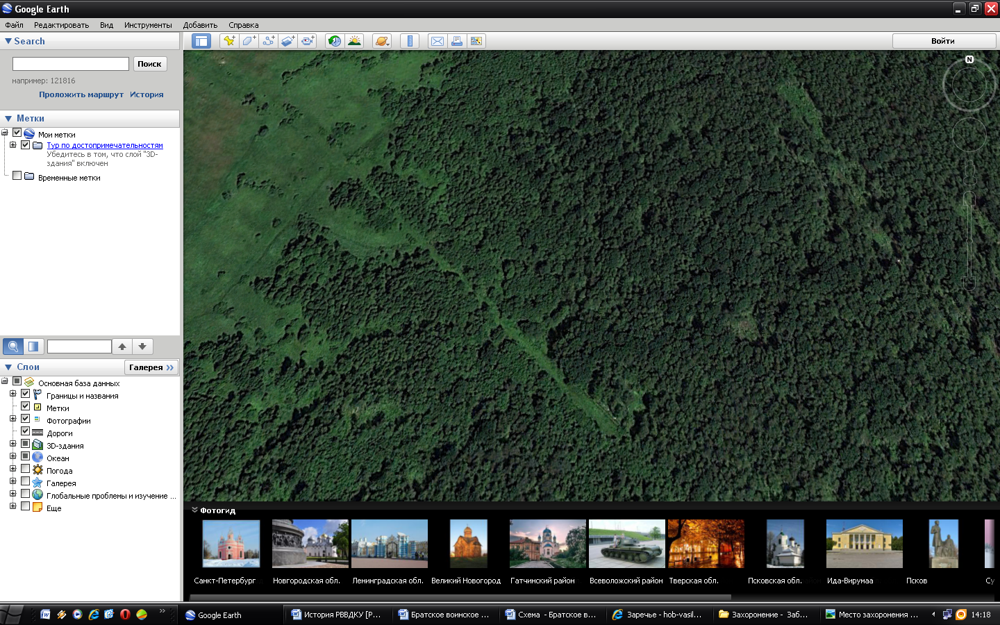 Google Earth
Файл Редактировать Вид Инструменты Добавить Справка
Search
Войти
N
Поиск
например: 121816
Проложить маршрут История
Метки
Мои метки
Тур по достопримечательностям
Убедитесь в том, что слой "3D-
здания" включен
Временные метки
Слои
Галерея
Основная база данных
Границы и названия
Метки
Фотографии
Дороги
3D-здания
Океан
Погода
Галерея
Глобальные проблемы и изучение ...
Еще
Фотогид
Санкт-Петербург Новгородская обл. Ленинградская обл. Великий Новогород Гатчинский район Всеволожский район Тверская обл. Псковская обл. Ида-Вирумаа Псков Су
Google Earth История РВВДКУ [Р... Братское воинское ... Схема - Братское в... Заречье - hob-vasil... Захоронение - Заб... Место захоронения ... 14:18